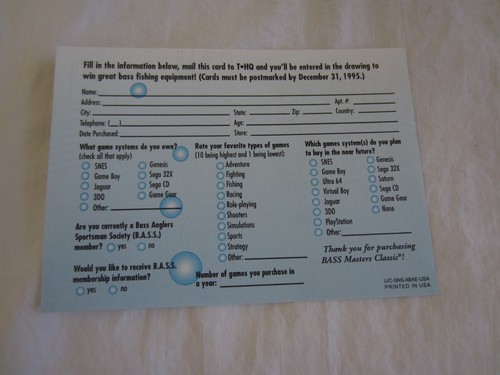 Fill in the information below, mail this card to T•HQ and you'll be entered in the drawing to
win great bass fishing equipment! (Cards must be postmarked by December 31, 1995.)
Name:
Address: Apt. #:
City: State: Zip: Country:
Telephone: ( ) Age:
Date Purchased: Store:
What game systems do you own?
(check all that apply)
SNES Genesis
Game Boy Sega 32X
Jaguar Sega CD
3DO Game Gear
Other:
Are you currently a Bass Anglers
Sportsman Society (B.A.S.S.)
member? yes no
Would you like to receive B.A.S.S.
membership information?
yes no
Rate your favorite types of games
(10 being highest and 1 being lowest):
Adventure
Fighting
Fishing
Racing
Role-playing
Shooters
Simulations
Sports
Strategy
Other:
Number of games you purchase in
a year:
Which games system(s) do you plan
to buy in the near future?
SNES Genesis
Game Boy Sega 32X
Ultra 64 Saturn
Virtual Boy Sega CD
Jaguar Game Gear
3DO None
PlayStation
Other:
Thank you for purchasing
BASS Masters Classic®!
U/C-SNS-ABAE-USA
PRINTED IN USA